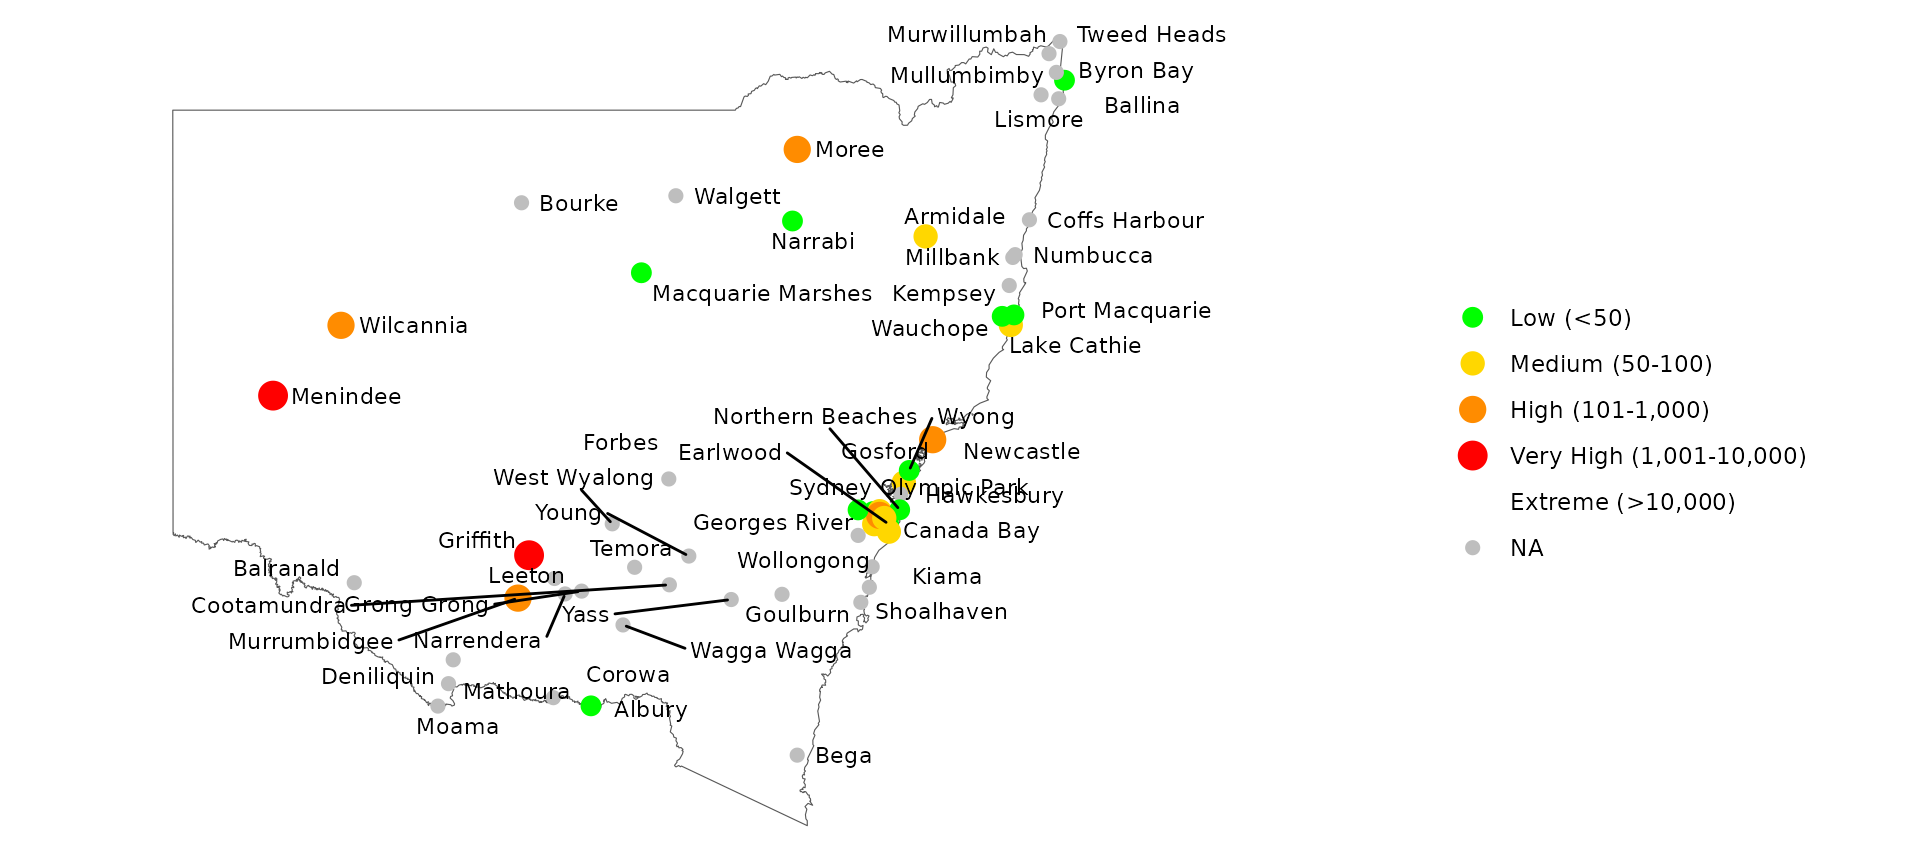 Murwillumbah
Tweed Heads
Mullumbimby
Byron Bay
Ballina
Lismore
Moree
Bourke
Walgett
Narrabi
Armidale
Coffs Harbour
Millbank
Numbucca
Macquarie Marshes
Kempsey
Port Macquarie
Wilcannia
Wauchope
Lake Cathie
Menindee
Northern Beaches
Wyong
Forbes
Earlwood
Gosford
Newcastle
West Wyalong
Sydney Olympic Park
Hawkesbury
Young
Georges River
Canada Bay
Griffith
Temora
Wollongong
Balranald
Leeton
Kiama
Cootamundra
Grong Grong
Yass
Goulburn
Shoalhaven
Murrumbidgee
Narrendera
Wagga Wagga
Deniliquin
Mathoura
Corowa
Albury
Moama
Bega
Low (<50)
Medium (50-100)
High (101-1,000)
Very High (1,001-10,000)
Extreme (>10,000)
NA